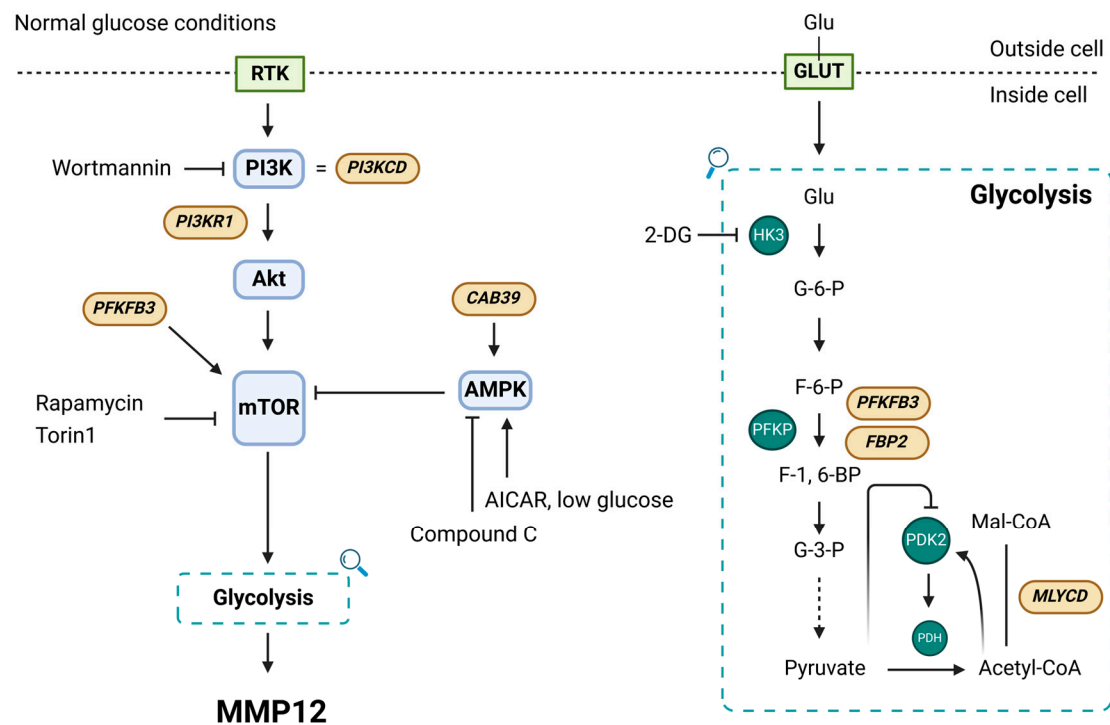 Normal glucose conditions
Glu
Outside cell
RTK
GLUT
Inside cell
Wortmannin
PI3K
=
PI3KCD
PI3KR1
Akt
PFKFB3
CAB39
mTOR
AMPK
Rapamycin
Torin1
AICAR, low glucose
Compound C
Glycolysis
MMP12
Glycolysis
Glu
2-DG
HK3
G-6-P
F-6-P
PFKFB3
PFKP
FBP2
F-1, 6-BP
Mal-CoA
PDK2
G-3-P
MLYCD
PDH
Pyruvate
Acetyl-CoA